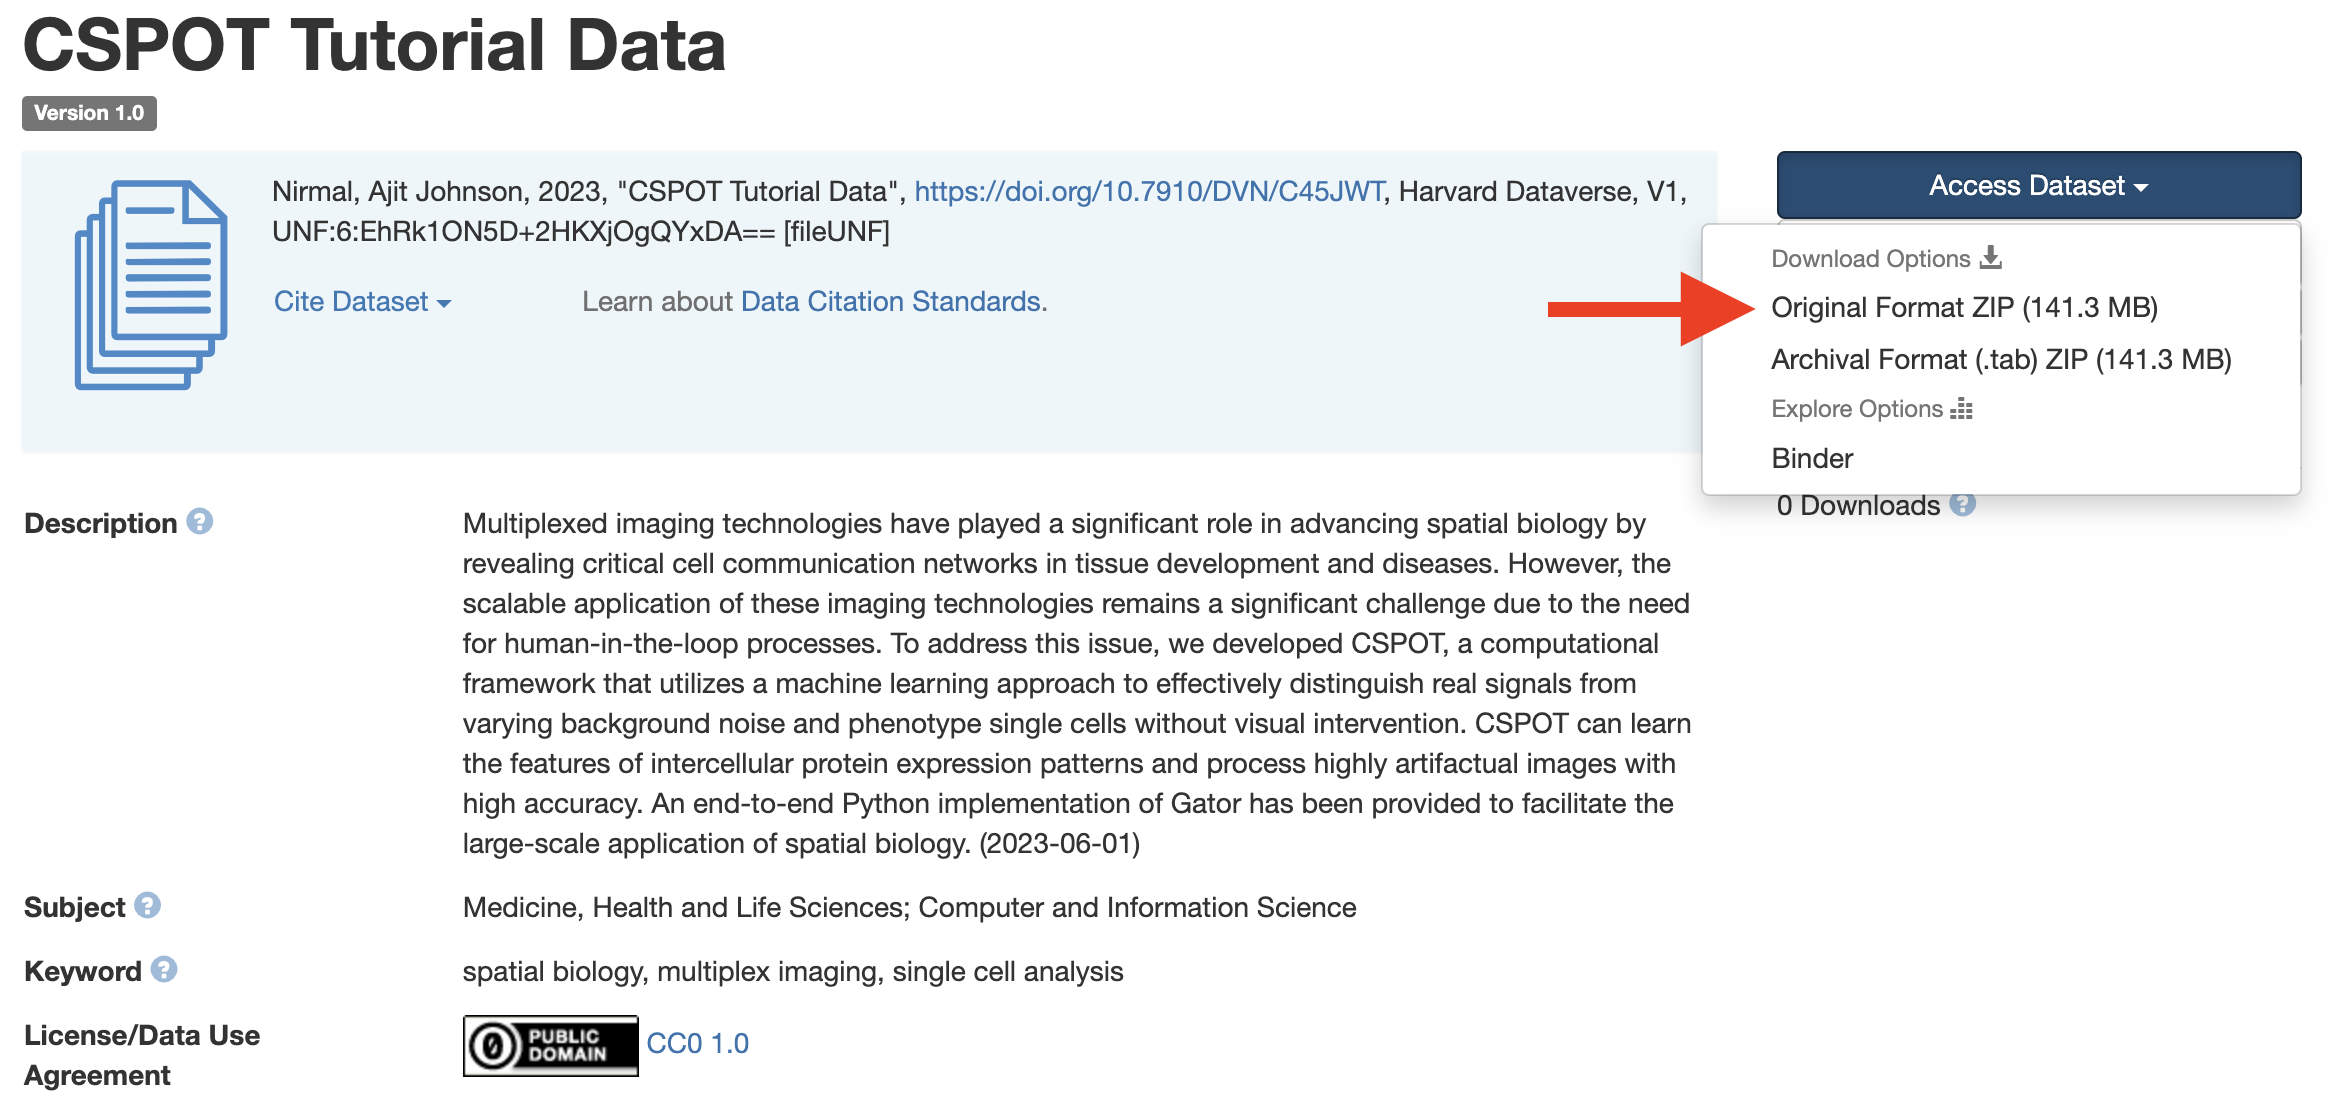 CSPOT Tutorial Data
Version 1.0
Nirmal, Ajit Johnson, 2023, "CSPOT Tutorial Data", https://doi.org/10.7910/DVN/C45JWT, Harvard Dataverse, V1,
UNF:6:EhRk1ON5D+2HKXjOgQYxDA== [fileUNF]
Cite Dataset
Learn about Data Citation Standards.
Access Dataset
Download Options
Original Format ZIP (141.3 MB)
Archival Format (.tab) ZIP (141.3 MB)
Explore Options
Binder
0 Downloads ?
Description ?
Multiplexed imaging technologies have played a significant role in advancing spatial biology by
revealing critical cell communication networks in tissue development and diseases. However, the
scalable application of these imaging technologies remains a significant challenge due to the need
for human-in-the-loop processes. To address this issue, we developed CSPOT, a computational
framework that utilizes a machine learning approach to effectively distinguish real signals from
varying background noise and phenotype single cells without visual intervention. CSPOT can learn
the features of intercellular protein expression patterns and process highly artifactual images with
high accuracy. An end-to-end Python implementation of Gator has been provided to facilitate the
large-scale application of spatial biology. (2023-06-01)
Subject ?
Medicine, Health and Life Sciences; Computer and Information Science
Keyword ?
spatial biology, multiplex imaging, single cell analysis
License/Data Use
Agreement
PUBLIC
DOMAIN
CC0 1.0